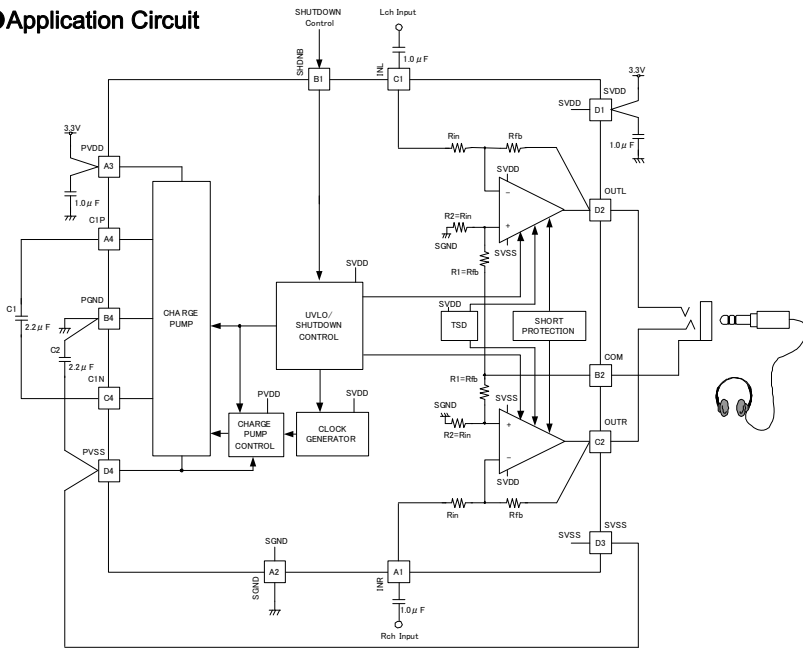 ●Application Circuit
SHUTDOWN
Control
Lch Input
1.0μF
SHDNB
B1
INL
C1
3.3V
SVDD
SVDD
D1
1.0μF
3.3V
PVDD
A3
1.0μF
Rin
Rfb
SVDD
OUTL
D2
−
+
R2=Rin
SGND
SVSS
R1=Rfb
C1P
A4
C1
2.2μF
PGND
B4
C2
2.2μF
C1N
C4
CHARGE
PUMP
SVDD
UVLO/
SHUTDOWN
CONTROL
SVDD
TSD
SHORT
PROTECTION
COM
B2
R1=Rfb
SGND
SVSS
R2=Rin
+
−
SVDD
OUTR
C2
PVDD
SVDD
CHARGE
PUMP
CONTROL
CLOCK
GENERATOR
PVSS
D4
Rin
Rfb
SVSS
SVSS
D3
SGND
SGND
A2
INR
A1
1.0μF
Rch Input